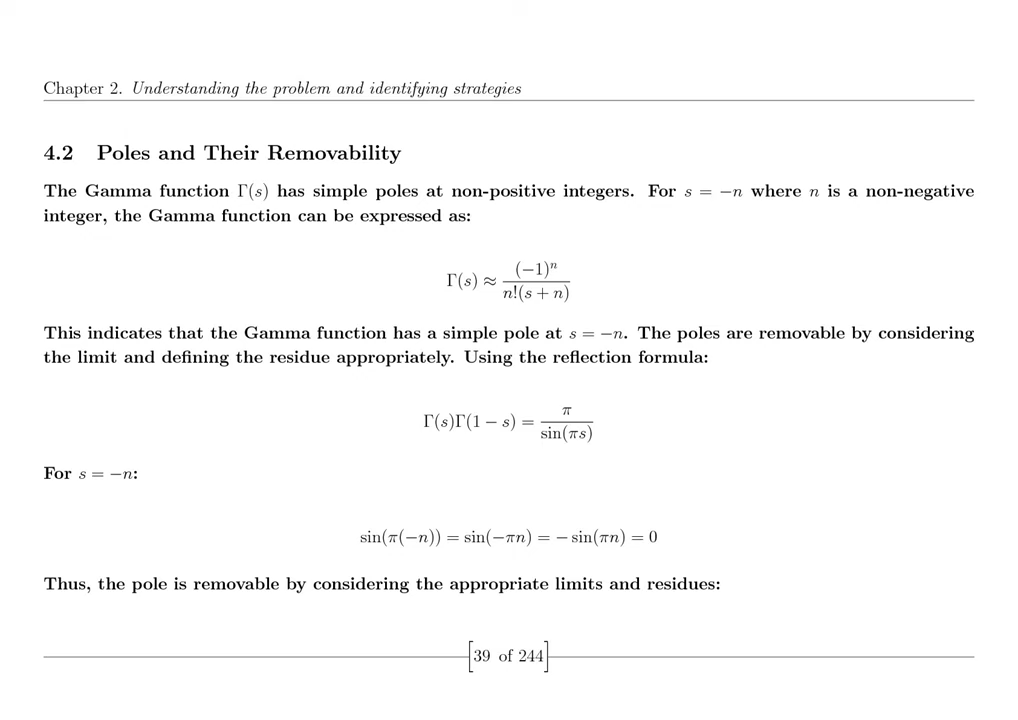 Chapter 2. Understanding the problem and identifying strategies
4.2 Poles and Their Removability
The Gamma function Γ(s) has simple poles at non-positive integers. For s = −n where n is a non-negative
integer, the Gamma function can be expressed as:
Γ(s) ≈ (−1)ⁿ / n!(s + n)
This indicates that the Gamma function has a simple pole at s = −n. The poles are removable by considering
the limit and defining the residue appropriately. Using the reflection formula:
Γ(s)Γ(1 − s) = π / sin(πs)
For s = −n:
sin(π(−n)) = sin(−πn) = − sin(πn) = 0
Thus, the pole is removable by considering the appropriate limits and residues:
[39 of 244]